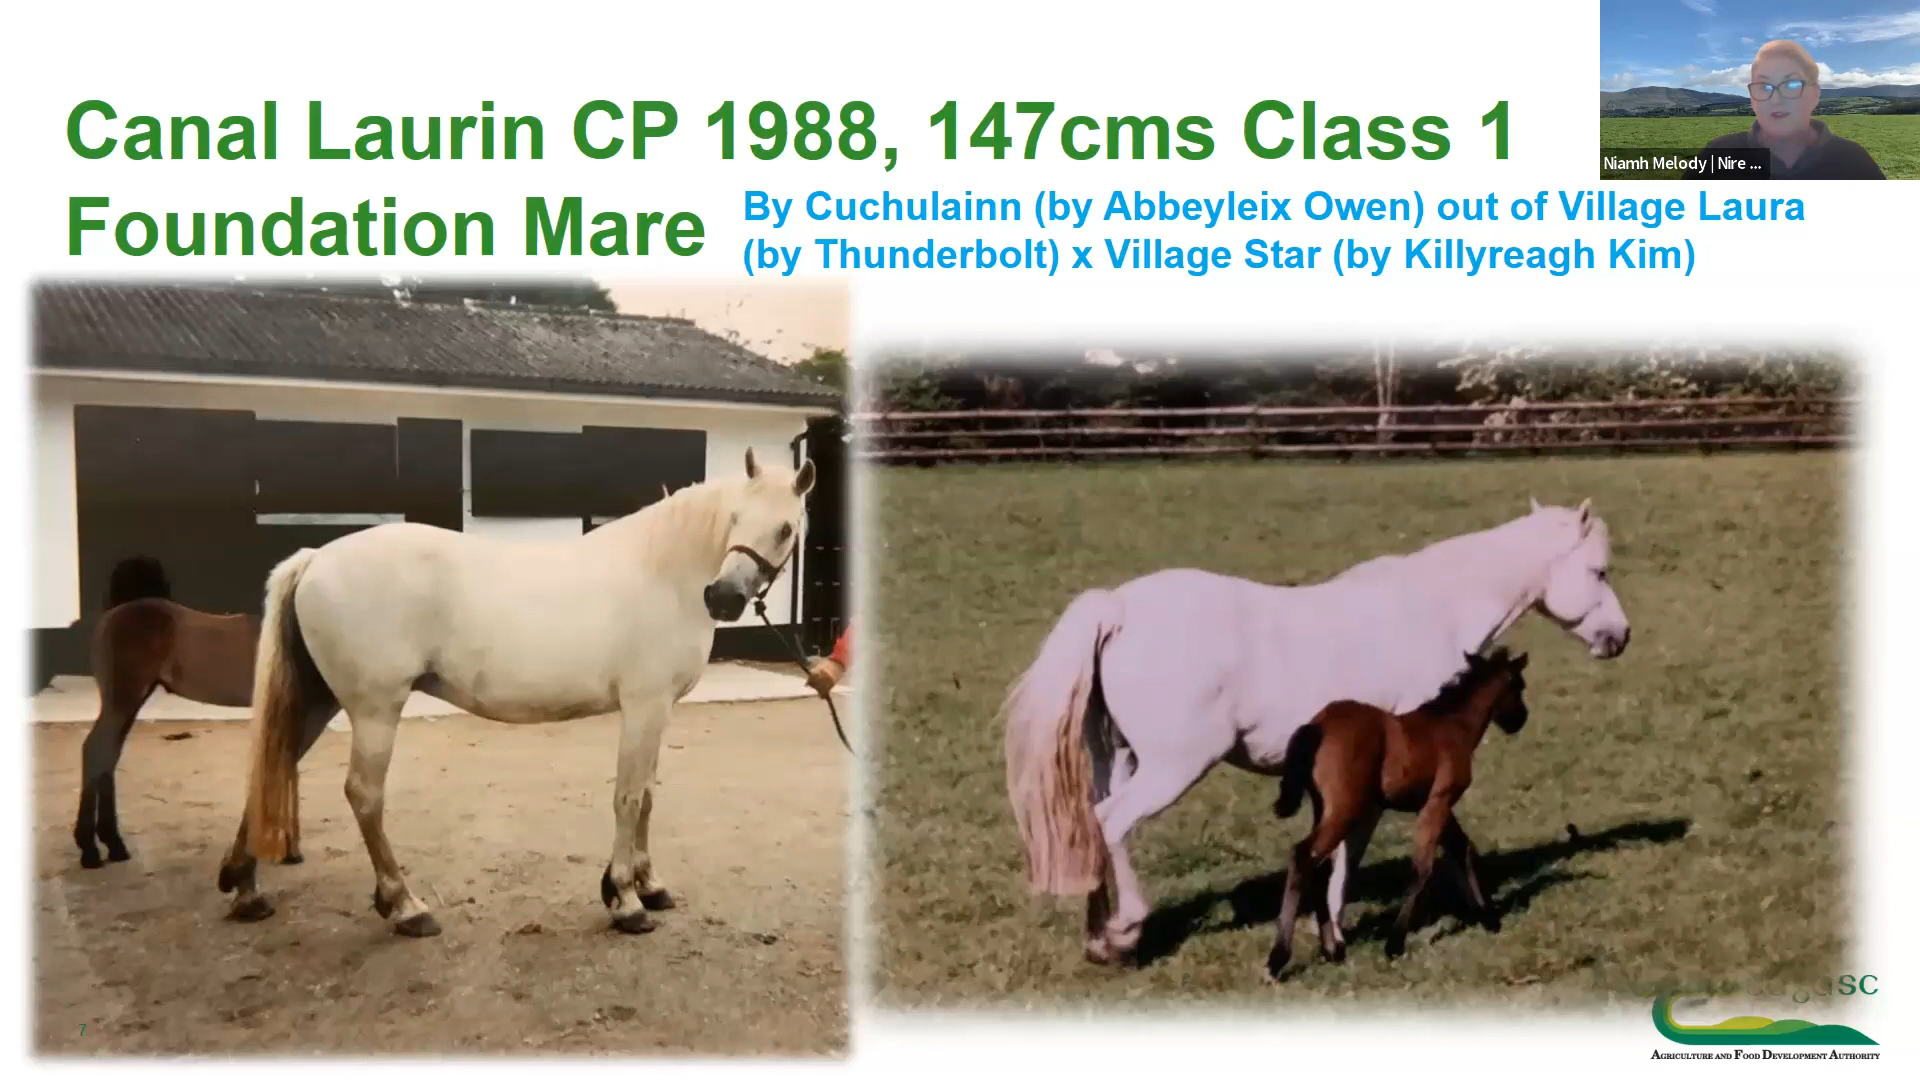 Canal Laurin CP 1988, 147cms Class 1
Foundation Mare
By Cuchulainn (by Abbeyleix Owen) out of Village Laura
(by Thunderbolt) x Village Star (by Killyreagh Kim)
Niamh Melody | Nire ...
7
AGRICULTURE AND FOOD DEVELOPMENT AUTHORITY